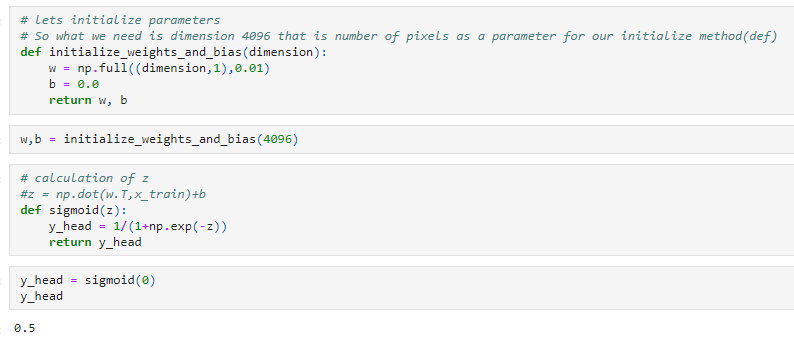 # lets initialize parameters
# So what we need is dimension 4096 that is number of pixels as a parameter for our initialize method(def)
def initialize_weights_and_bias(dimension):
    w = np.full((dimension,1),0.01)
    b = 0.0
    return w, b
w,b = initialize_weights_and_bias(4096)
# calculation of z
#z = np.dot(w.T,x_train)+b
def sigmoid(z):
    y_head = 1/(1+np.exp(-z))
    return y_head
y_head = sigmoid(0)
y_head
0.5